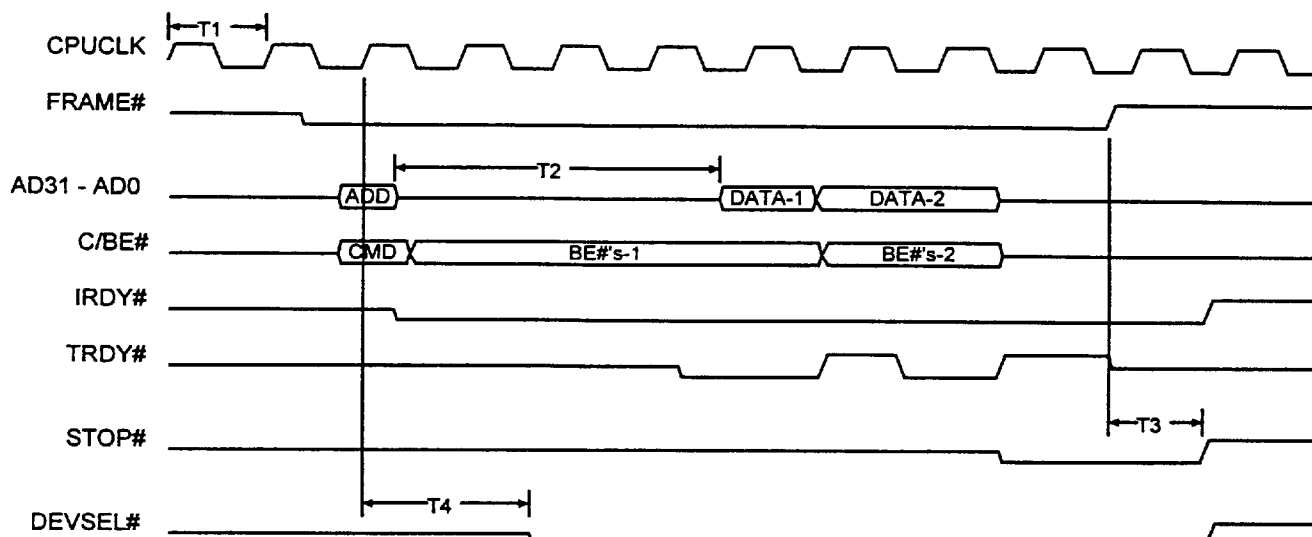 T1
CPUCLK
FRAME#
T2
AD31 - AD0
ADD
DATA-1
DATA-2
C/BE#
CMD
BE#'s-1
BE#'s-2
IRDY#
TRDY#
T3
STOP#
T4
DEVSEL#